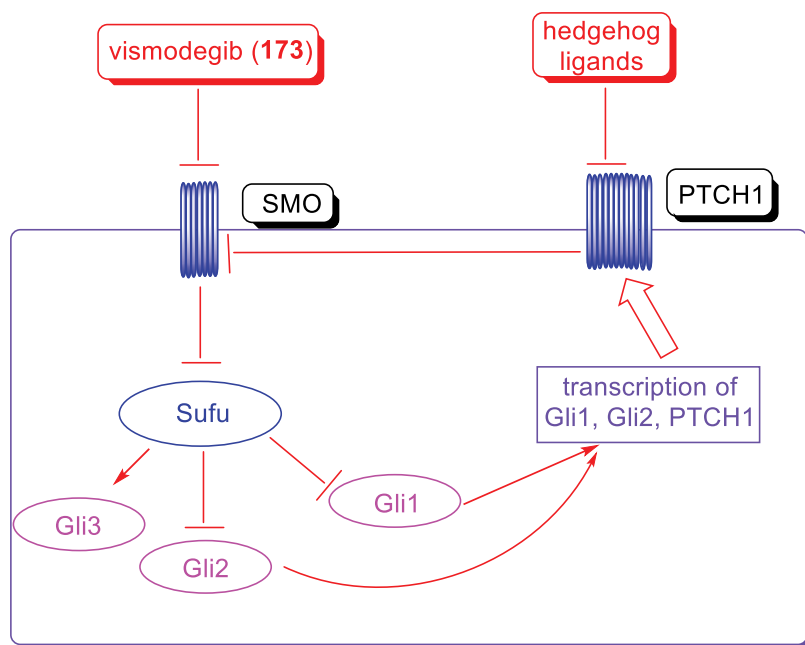 vismodegib (173)
hedgehog
ligands
SMO
PTCH1
transcription of
Gli1, Gli2, PTCH1
Sufu
Gli1
Gli3
Gli2